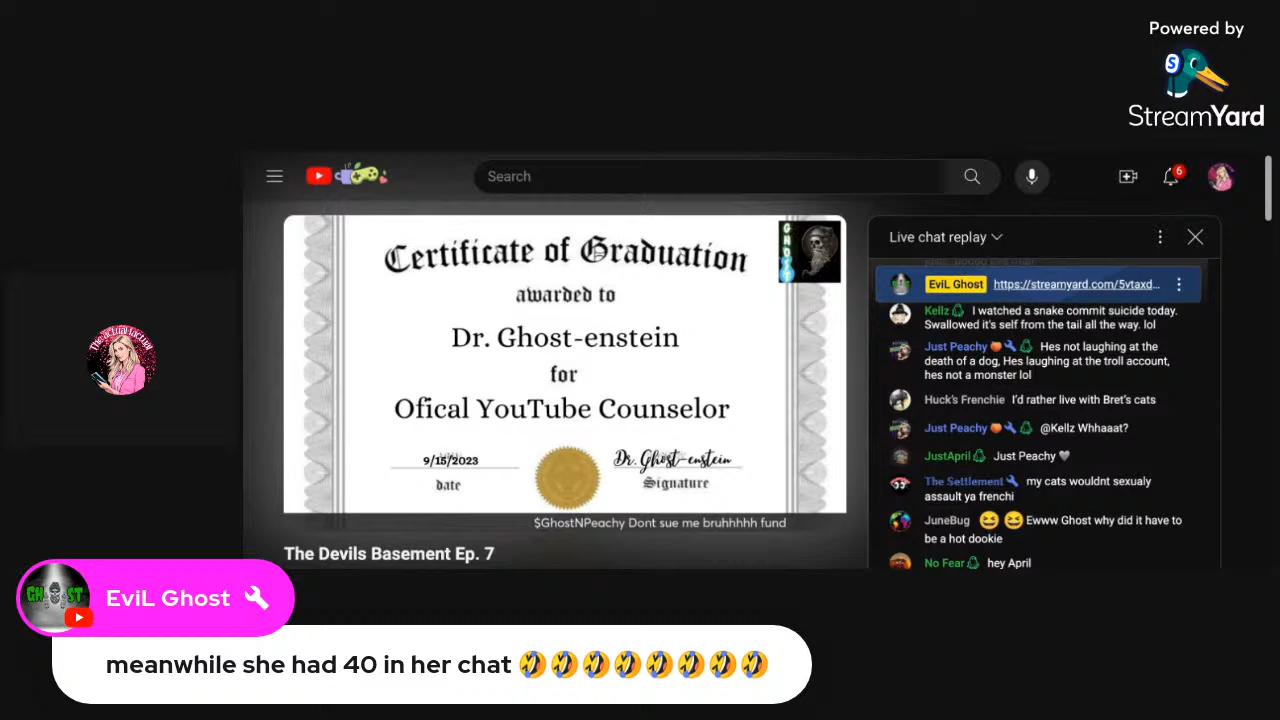 Powered by
StreamYard
Search
6
Certificate of Graduation
awarded to
Dr. Ghost-enstein
for
Ofical YouTube Counselor
9/15/2023
date
Dr. Ghost-enstein
Signature
GHOST
$GhostNPeachy Dont sue me bruhhhhh fund
The Devils Basement Ep. 7
Live chat replay
EviL Ghost https://streamyard.com/5vtaxd...
Kellz I watched a snake commit suicide today.
Swallowed it's self from the tail all the way. lol
Just Peachy Hes not laughing at the
death of a dog, Hes laughing at the troll account,
hes not a monster lol
Huck's Frenchie I'd rather live with Bret's cats
Just Peachy @Kellz Whhaaat?
JustApril Just Peachy 🩶
The Settlement my cats wouldnt sexualy
assault ya frenchi
JuneBug 😆 😆 Ewww Ghost why did it have to
be a hot dookie
No Fear hey April
The actual factual
GHOST
EviL Ghost
meanwhile she had 40 in her chat 🤣🤣🤣🤣🤣🤣🤣🤣